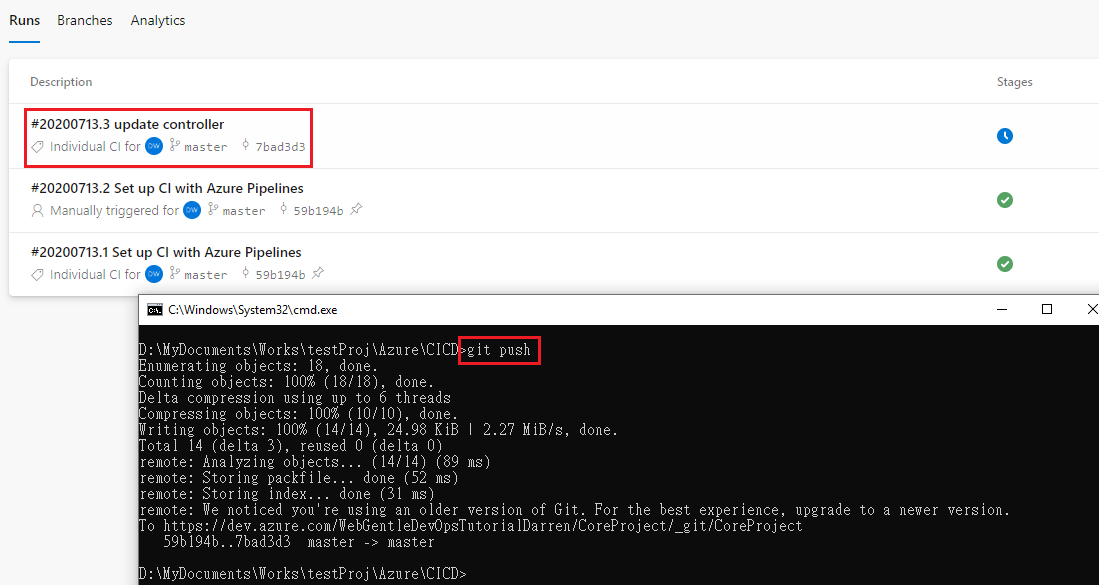 Runs Branches Analytics
Description Stages
#20200713.3 update controller
Individual CI for DW master 7bad3d3
#20200713.2 Set up CI with Azure Pipelines
Manually triggered for DW master 59b194b
#20200713.1 Set up CI with Azure Pipelines
Individual CI for DW master 59b194b
C:\Windows\System32\cmd.exe
D:\MyDocuments\Works\testProj\Azure\CICD>git push
Enumerating objects: 18, done.
Counting objects: 100% (18/18), done.
Delta compression using up to 6 threads
Compressing objects: 100% (10/10), done.
Writing objects: 100% (14/14), 24.98 KiB | 2.27 MiB/s, done.
Total 14 (delta 3), reused 0 (delta 0)
remote: Analyzing objects... (14/14) (89 ms)
remote: Storing packfile... done (52 ms)
remote: Storing index... done (31 ms)
remote: We noticed you're using an older version of Git. For the best experience, upgrade to a newer version.
To https://dev.azure.com/WebGentleDevOpsTutorialDarren/CoreProject/_git/CoreProject
59b194b..7bad3d3 master -> master
D:\MyDocuments\Works\testProj\Azure\CICD>